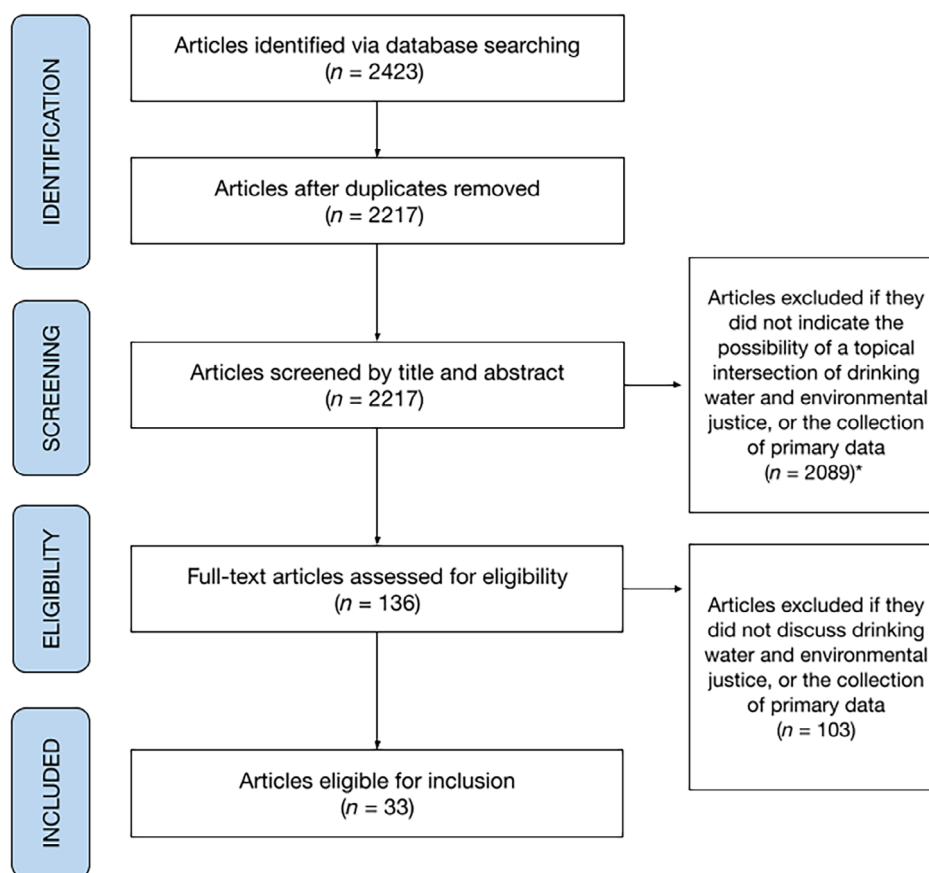 IDENTIFICATION
Articles identified via database searching
(n = 2423)
Articles after duplicates removed
(n = 2217)
SCREENING
Articles screened by title and abstract
(n = 2217)
Articles excluded if they
did not indicate the
possibility of a topical
intersection of drinking
water and environmental
justice, or the collection
of primary data
(n = 2089)*
ELIGIBILITY
Full-text articles assessed for eligibility
(n = 136)
Articles excluded if they
did not discuss drinking
water and environmental
justice, or the collection
of primary data
(n = 103)
INCLUDED
Articles eligible for inclusion
(n = 33)